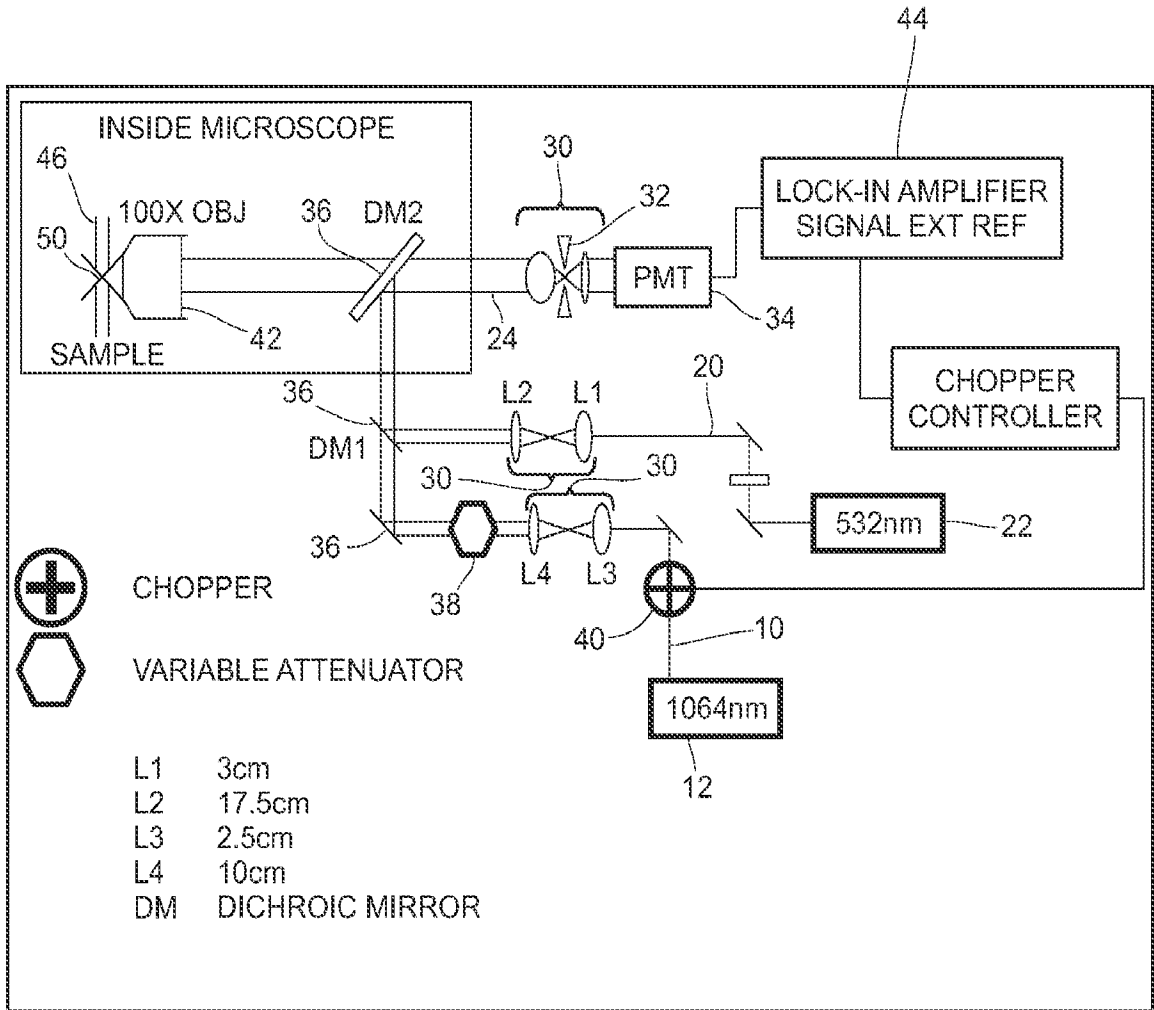 44
INSIDE MICROSCOPE
46
30
LOCK-IN AMPLIFIER
SIGNAL EXT REF
100X OBJ
36
DM2
32
50
PMT
34
SAMPLE
42
24
CHOPPER
CONTROLLER
36
L2
L1
20
DM1
30
30
532nm
22
36
L4
L3
CHOPPER
38
40
10
VARIABLE ATTENUATOR
1064nm
12
L1 3cm
L2 17.5cm
L3 2.5cm
L4 10cm
DM DICHROIC MIRROR